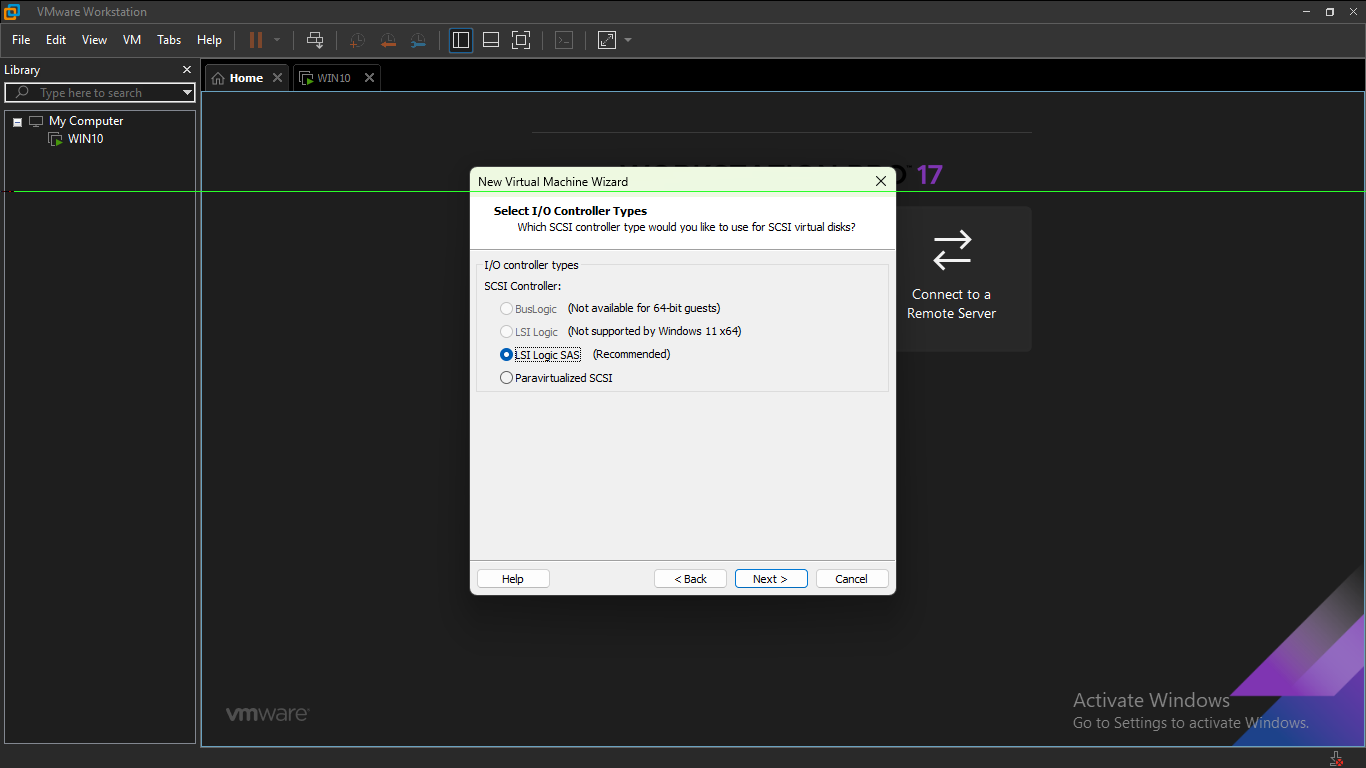 VMware Workstation
File Edit View VM Tabs Help
Library
Type here to search
My Computer
WIN10
Home
WIN10
17
New Virtual Machine Wizard
Select I/O Controller Types
Which SCSI controller type would you like to use for SCSI virtual disks?
I/O controller types
SCSI Controller:
BusLogic (Not available for 64-bit guests)
LSI Logic (Not supported by Windows 11 x64)
LSI Logic SAS (Recommended)
Paravirtualized SCSI
Help < Back Next > Cancel
Connect to a
Remote Server
vmware
Activate Windows
Go to Settings to activate Windows.